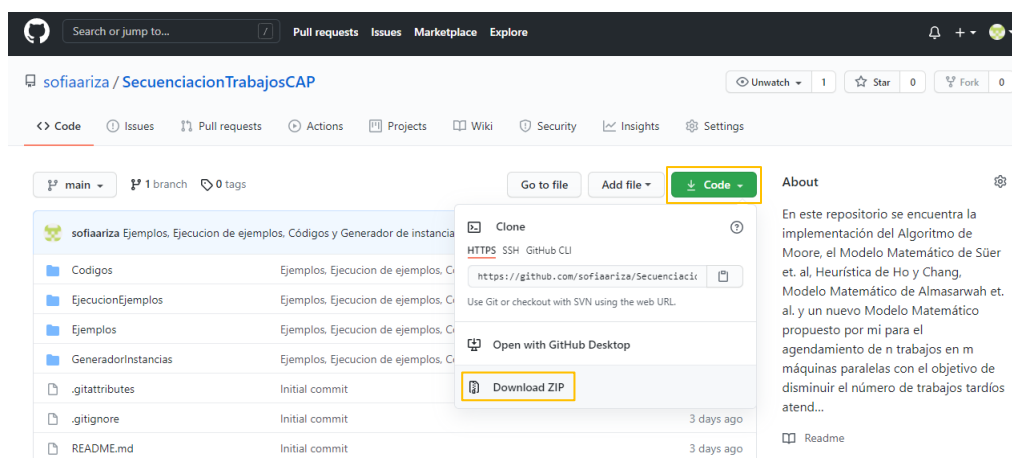 Search or jump to... /
Pull requests Issues Marketplace Explore
sofiaariza / SecuenciacionTrabajosCAP
Unwatch 1 Star 0 Fork 0
Code Issues Pull requests Actions Projects Wiki Security Insights Settings
main 1 branch 0 tags
Go to file Add file Code
sofiaariza Ejemplos, Ejecucion de ejemplos, Códigos y Generador de instancia
Codigos Ejemplos, Ejecucion de ejemplos, C
EjecucionEjemplos Ejemplos, Ejecucion de ejemplos, C
Ejemplos Ejemplos, Ejecucion de ejemplos, C
GeneradorInstancias Ejemplos, Ejecucion de ejemplos, C
.gitattributes Initial commit
.gitignore Initial commit 3 days ago
README.md Initial commit 3 days ago
Clone
HTTPS SSH GitHub CLI
https://github.com/sofiaariza/Secuenciacic
Use Git or checkout with SVN using the web URL.
Open with GitHub Desktop
Download ZIP
About
En este repositorio se encuentra la
implementación del Algoritmo de
Moore, el Modelo Matemático de Süer
et. al, Heurística de Ho y Chang,
Modelo Matemático de Almasarwah et.
al. y un nuevo Modelo Matemático
propuesto por mi para el
agendamiento de n trabajos en m
máquinas paralelas con el objetivo de
disminuir el número de trabajos tardíos
atend...
Readme